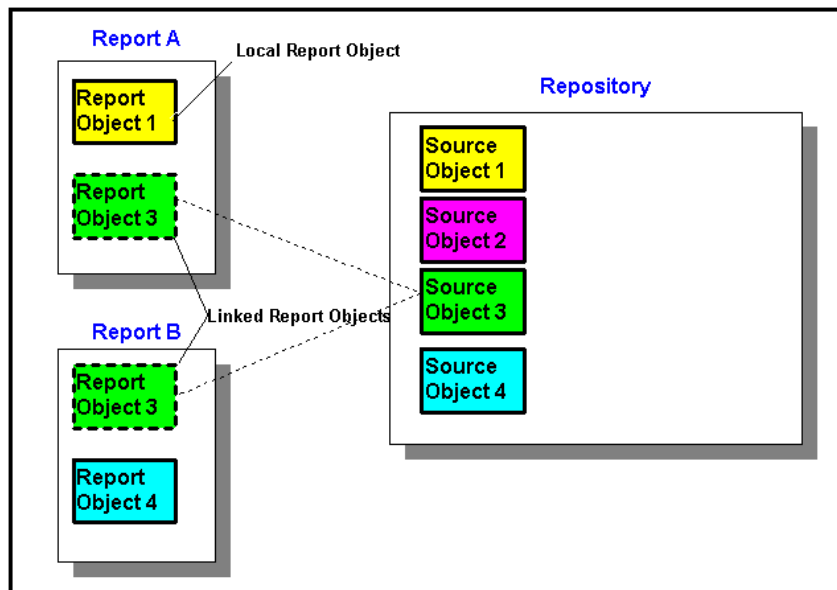 Report A
Local Report Object
Report
Object 1
Report
Object 3
Linked Report Objects
Report B
Report
Object 3
Report
Object 4
Repository
Source
Object 1
Source
Object 2
Source
Object 3
Source
Object 4